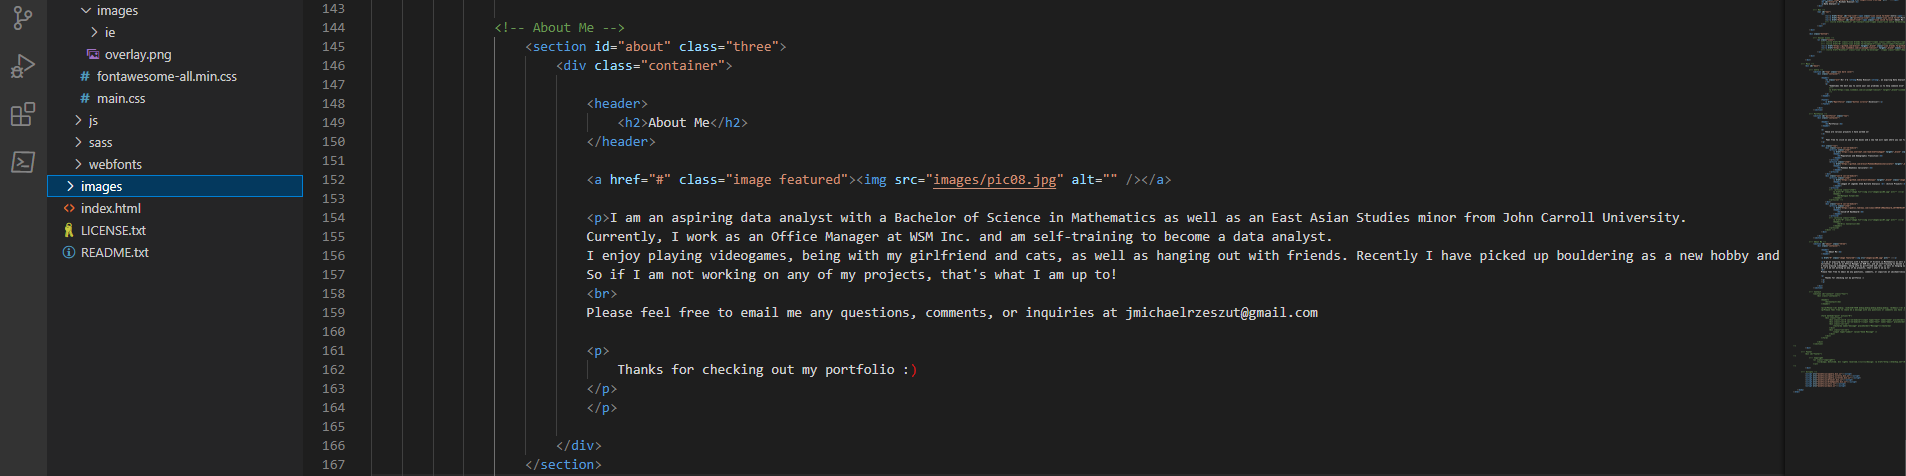 images
ie
overlay.png
# fontawesome-all.min.css
# main.css
js
sass
webfonts
images
<> index.html
LICENSE.txt
README.txt
143
144 <!-- About Me -->
145 <section id="about" class="three">
146 <div class="container">
147
148 <header>
149 <h2>About Me</h2>
150 </header>
151
152 <a href="#" class="image featured"><img src="images/pic08.jpg" alt="" /></a>
153
154 <p>I am an aspiring data analyst with a Bachelor of Science in Mathematics as well as an East Asian Studies minor from John Carroll University.
155 Currently, I work as an Office Manager at WSM Inc. and am self-training to become a data analyst.
156 I enjoy playing videogames, being with my girlfriend and cats, as well as hanging out with friends. Recently I have picked up bouldering as a new hobby and
157 So if I am not working on any of my projects, that's what I am up to!
158 <br>
159 Please feel free to email me any questions, comments, or inquiries at jmichaelrzeszut@gmail.com
160
161 <p>
162 Thanks for checking out my portfolio :)
163 </p>
164 </p>
165
166 </div>
167 </section>